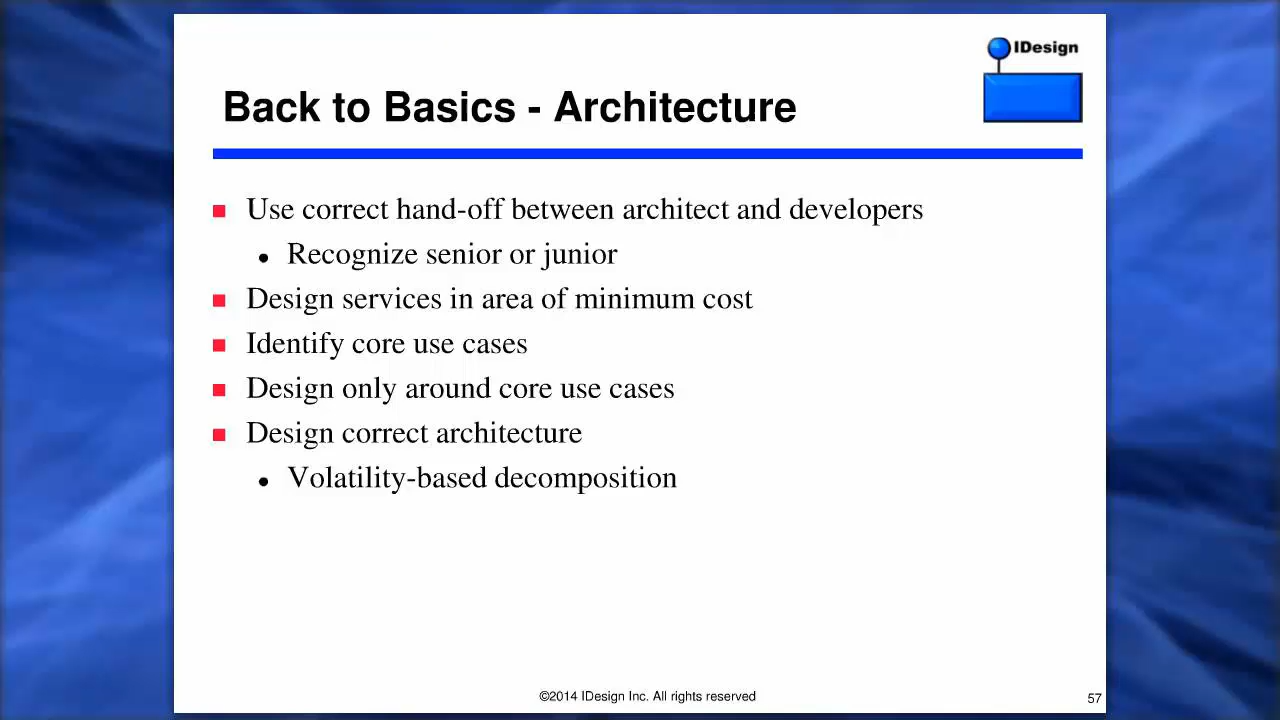 IDesign
Back to Basics - Architecture
Use correct hand-off between architect and developers
Recognize senior or junior
Design services in area of minimum cost
Identify core use cases
Design only around core use cases
Design correct architecture
Volatility-based decomposition
©2014 IDesign Inc. All rights reserved
57